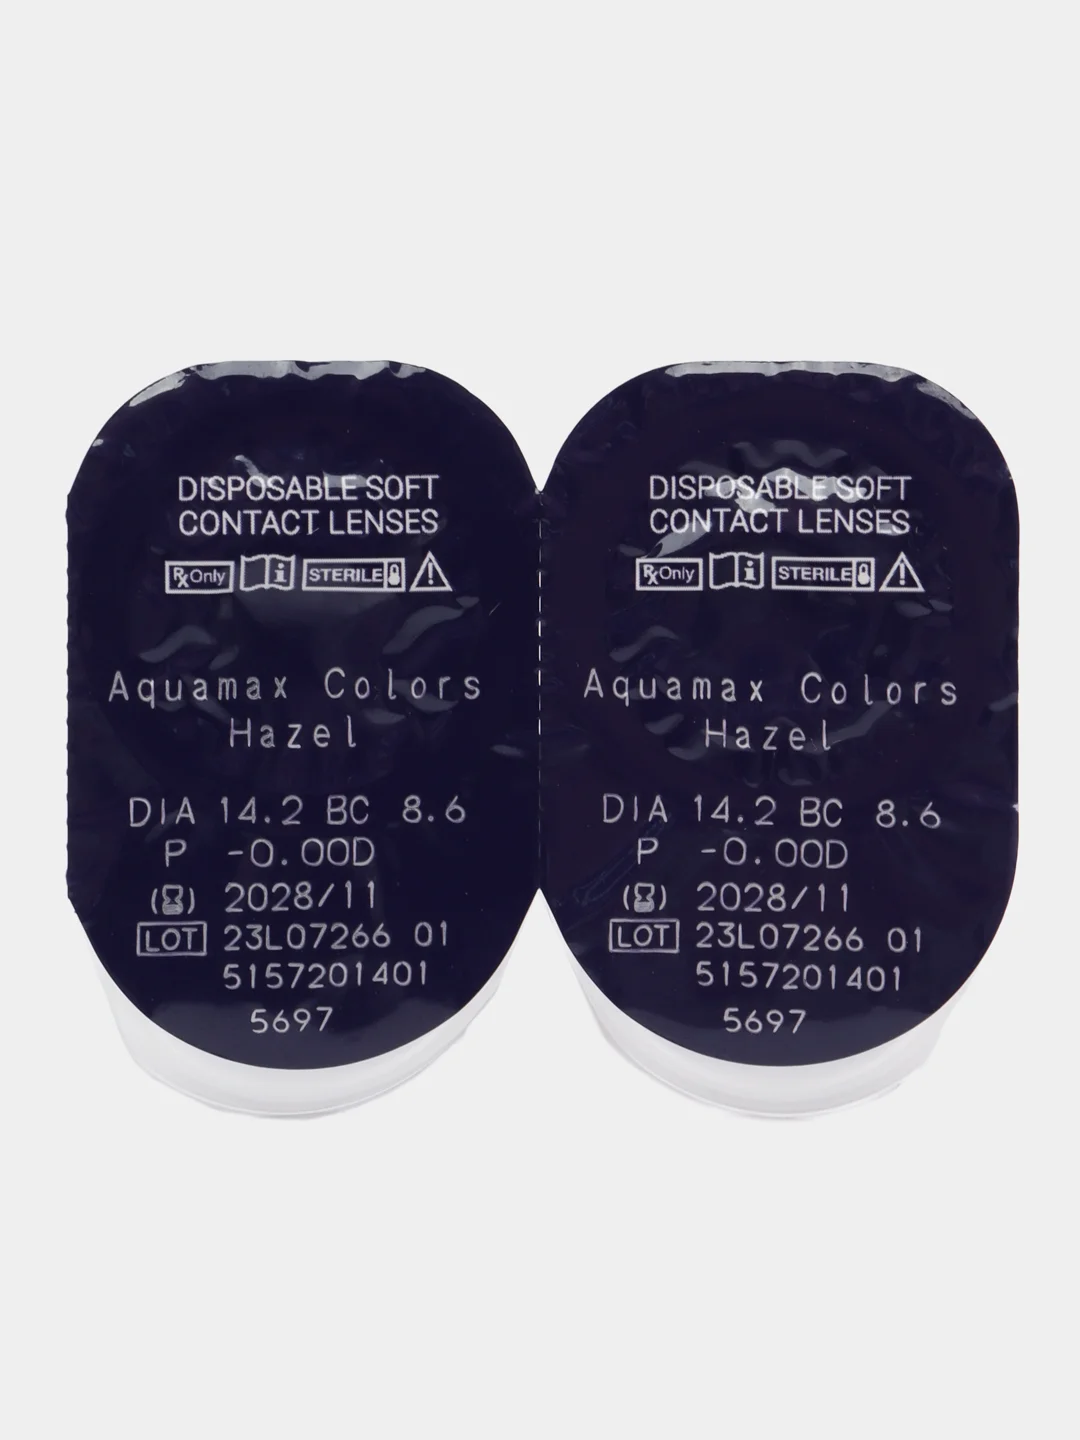 DISPOSABLE SOFT
CONTACT LENSES
Rx Only i STERILE
Aquamax Colors
Hazel
DIA 14.2 BC 8.6
P -0.00D
2028/11
LOT 23L07266 01
5157201401
5697
DISPOSABLE SOFT
CONTACT LENSES
Rx Only i STERILE
Aquamax Colors
Hazel
DIA 14.2 BC 8.6
P -0.00D
2028/11
LOT 23L07266 01
5157201401
5697